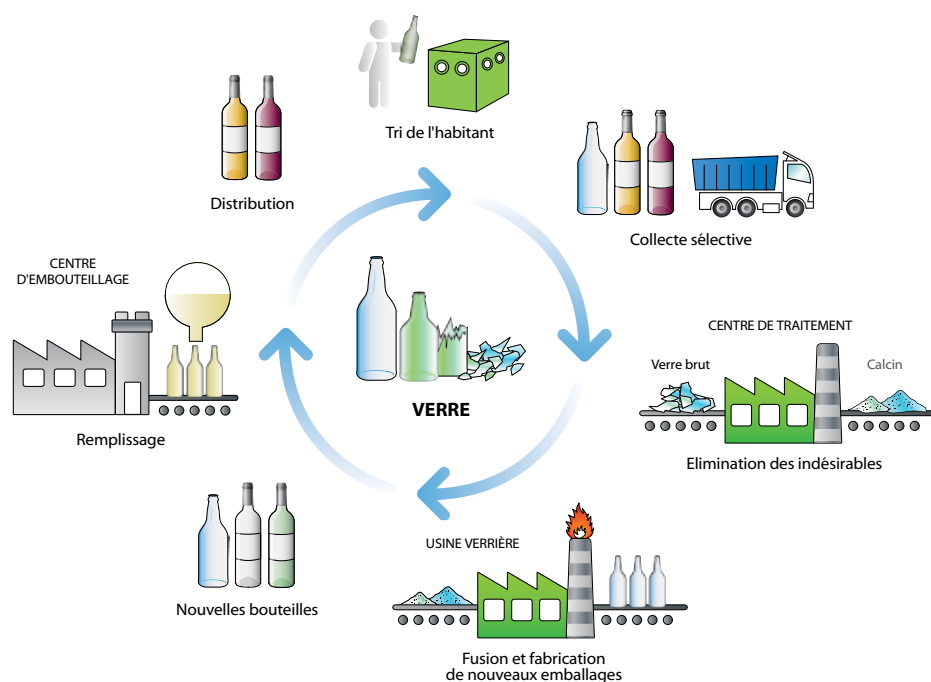 Tri de l'habitant
Distribution
Collecte sélective
CENTRE
D'EMBOUTEILLAGE
CENTRE DE TRAITEMENT
Verre brut
Calcin
VERRE
Remplissage
Elimination des indésirables
USINE VERRIÈRE
Nouvelles bouteilles
Fusion et fabrication
de nouveaux emballages